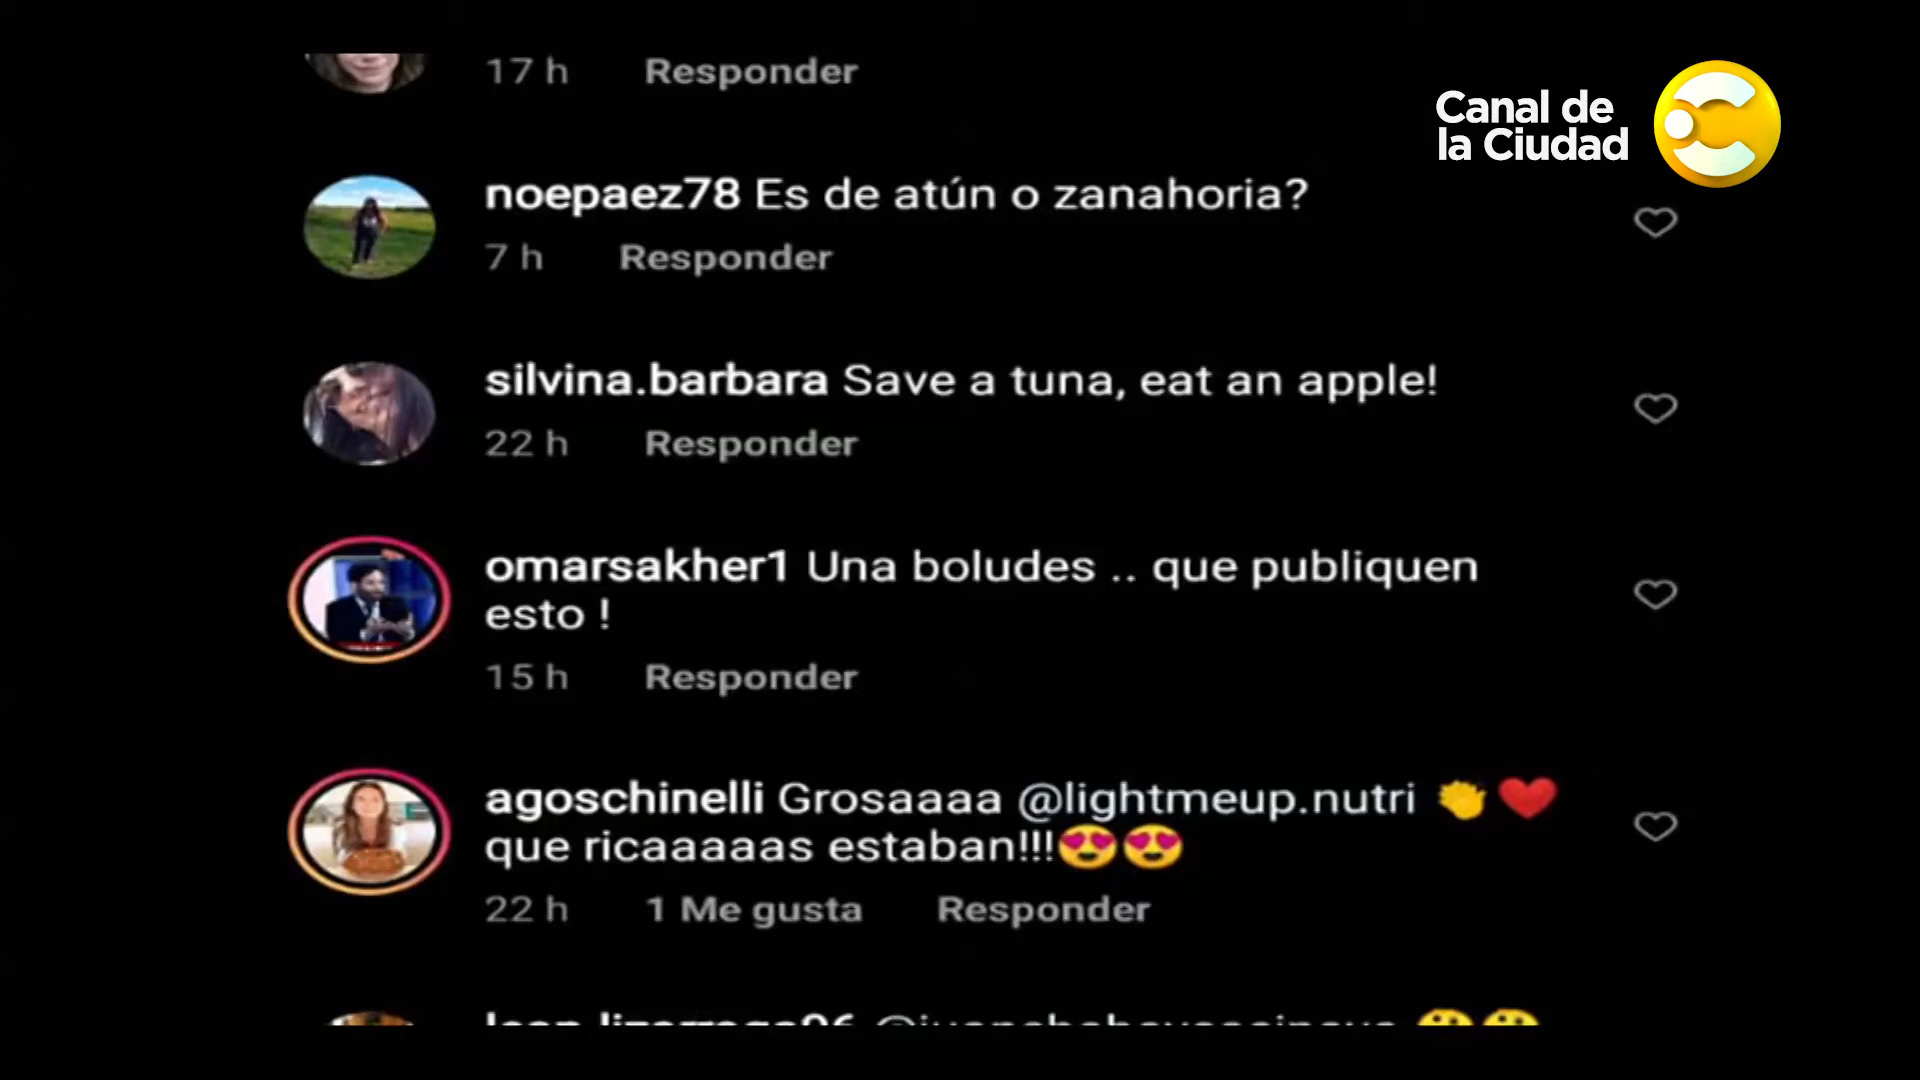 17 h Responder
Canal de
la Ciudad
noepaez78 Es de atún o zanahoria?
7 h Responder
silvina.barbara Save a tuna, eat an apple!
22 h Responder
omarsakher1 Una boludes .. que publiquen
esto !
15 h Responder
agoschinelli Grosaaaa @lightmeup.nutri 👏❤️
que ricaaaaas estaban!!!😍😍
22 h 1 Me gusta Responder